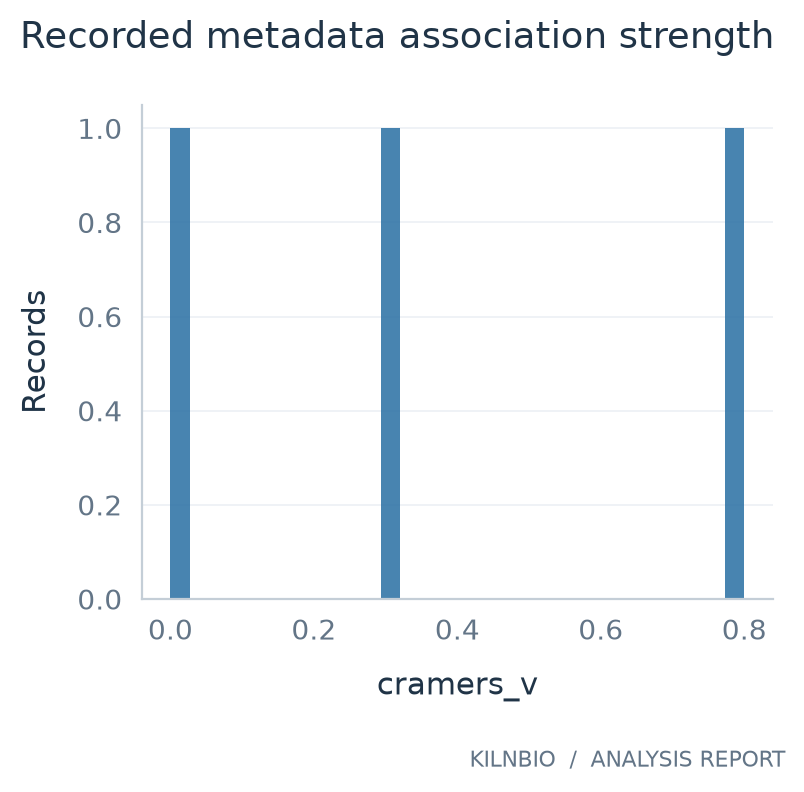 Recorded metadata association strength
1.0
0.8
0.6
0.4
0.2
0.0
Records
0.0 0.2 0.4 0.6 0.8
cramers_v
KILNBIO / ANALYSIS REPORT